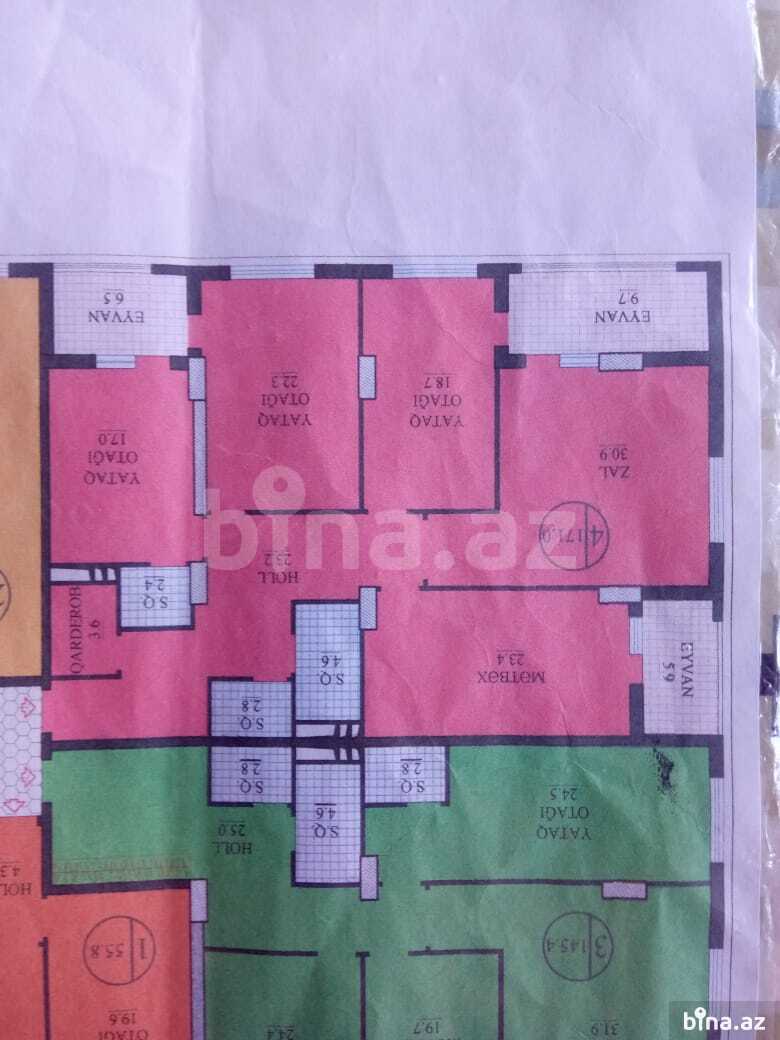 EYVAN
6.5
EYVAN
9.7
YATAQ
OTAĞI
22.3
YATAQ
OTAĞI
18.7
YATAQ
OTAĞI
17.0
ZAL
30.9
4 171.0
bina.az
HOLL
QARDEROB
3.6
S.Q.
2.4
S.Q.
4.6
MƏTBƏX
23.4
EYVAN
5.9
S.Q.
2.8
S.Q.
2.8
S.Q.
4.6
S.Q.
2.8
YATAQ
OTAĞI
24.5
HOLL
25.0
HOLL
4.3
1 55.8
3 145.4
OTAĞI
19.6
24.4
19.7
31.9
bina.az